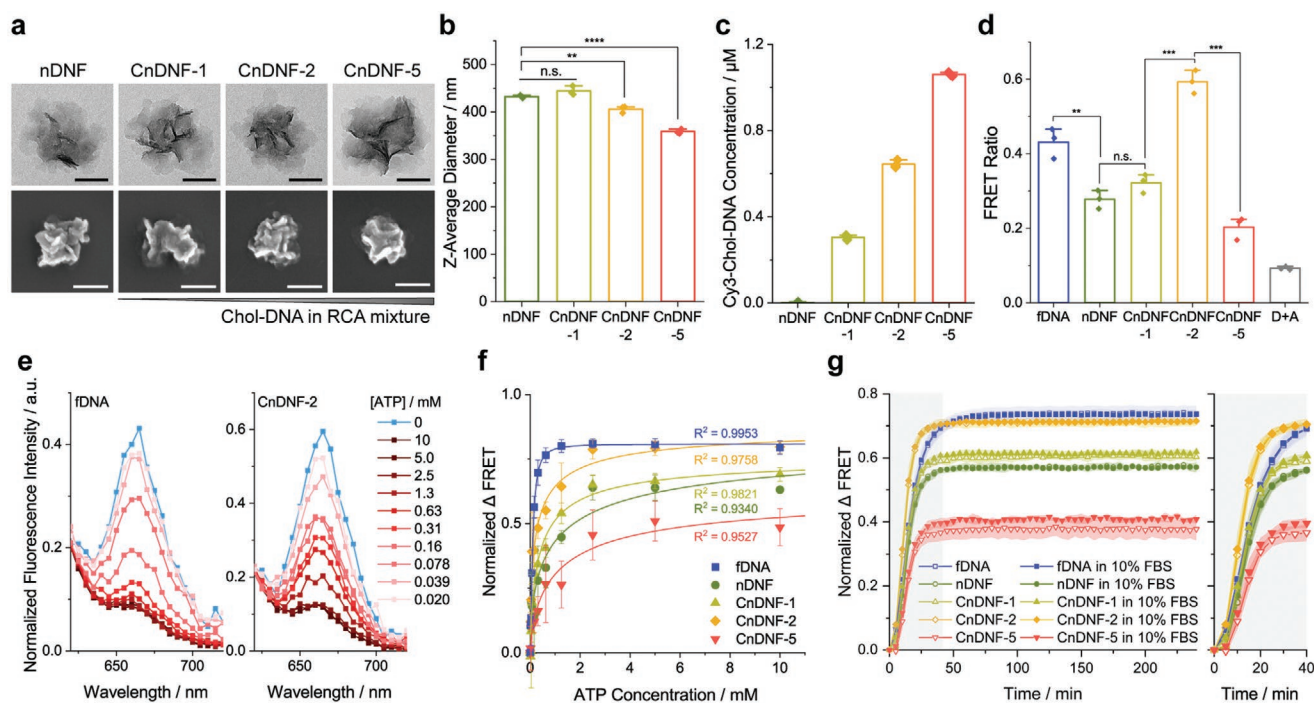 a
nDNF CnDNF-1 CnDNF-2 CnDNF-5
Chol-DNA in RCA mixture
b
Z-Average Diameter / nm
500
450
400
350
300
250
200
150
100
50
0
****
**
n.s.
nDNF CnDNF CnDNF CnDNF
-1 -2 -5
c
Cy3-Chol-DNA Concentration / µM
1.2
0.8
0.4
0.0
nDNF CnDNF CnDNF CnDNF
-1 -2 -5
d
FRET Ratio
0.6
0.4
0.2
0.0
** n.s. *** ***
fDNA nDNF CnDNF CnDNF CnDNF D+A
-1 -2 -5
e
Normalized Fluorescence Intensity / a.u.
fDNA
0.4
0.2
0.0
650 700
Wavelength / nm
CnDNF-2
0.6
0.4
0.2
0.0
650 700
Wavelength / nm
[ATP] / mM
0
10
5.0
2.5
1.3
0.63
0.31
0.16
0.078
0.039
0.020
f
Normalized Δ FRET
1.0
0.5
0.0
R² = 0.9953
R² = 0.9758
R² = 0.9821
R² = 0.9340
R² = 0.9527
fDNA
nDNF
CnDNF-1
CnDNF-2
CnDNF-5
0 2 4 6 8 10
ATP Concentration / mM
g
Normalized Δ FRET
0.8
0.6
0.4
0.2
0.0
fDNA fDNA in 10% FBS
nDNF nDNF in 10% FBS
CnDNF-1 CnDNF-1 in 10% FBS
CnDNF-2 CnDNF-2 in 10% FBS
CnDNF-5 CnDNF-5 in 10% FBS
0 50 100 150 200
Time / min
0 20 40
Time / min